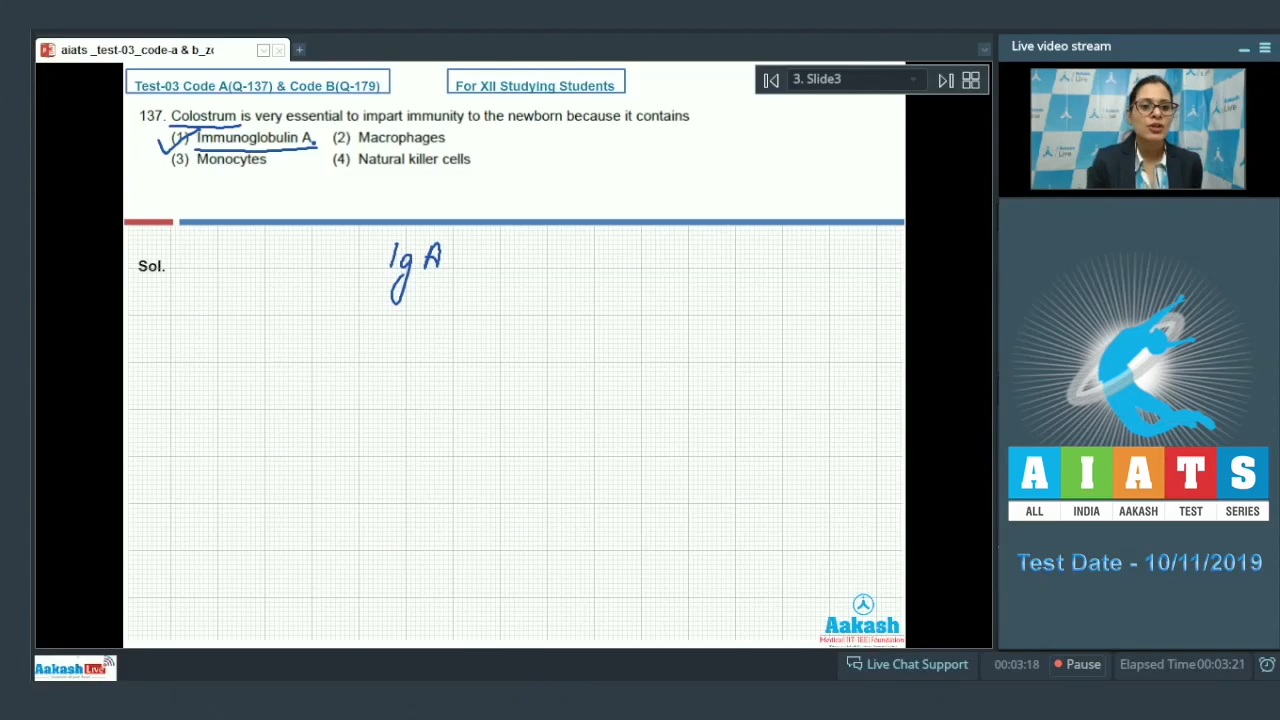 aiats _test-03_code-a & b_zo
Live video stream
3. Slide3
Test-03 Code A(Q-137) & Code B(Q-179)
For XII Studying Students
137. Colostrum is very essential to impart immunity to the newborn because it contains
(1) Immunoglobulin A (2) Macrophages
(3) Monocytes (4) Natural killer cells
Sol.
Ig A
Aakash
Medical|IIT-JEE|Foundations
A I A T S
ALL INDIA AAKASH TEST SERIES
Test Date - 10/11/2019
Aakash Live
Live Chat Support
00:03:18
Pause
Elapsed Time 00:03:21